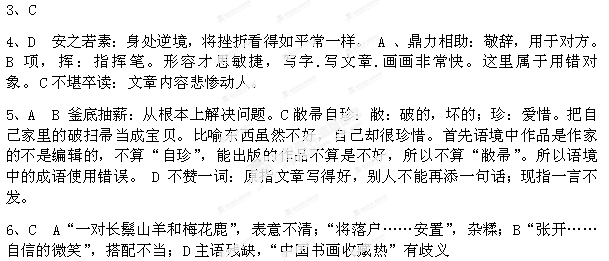 3、C
4、D 安之若素：身处逆境，将挫折看得如平常一样。 A 、鼎力相助：敬辞，用于对方。
B 项，挥：指挥笔。形容才思敏捷，写字.写文章.画画非常快。这里属于用错对
象。C 不堪卒读：文章内容悲惨动人。
5、A B 釜底抽薪：从根本上解决问题。C 敝帚自珍：敝：破的，坏的；珍：爱惜。把自
己家里的破扫帚当成宝贝。比喻东西虽然不好，自己却很珍惜。首先语境中作品是作家
的不是编辑的，不算“自珍”，能出版的作品不算是不好，所以不算“敝帚”。所以语境
中的成语使用错误。 D 不赞一词：原指文章写得好，别人不能再添一句话；现指一言不
发。
6、C A“一对长鬃山羊和梅花鹿”，表意不清；“将落户……安置”，杂糅；B“张开……
自信的微笑”，搭配不当；D 主语残缺，“中国书画收藏热”有歧义